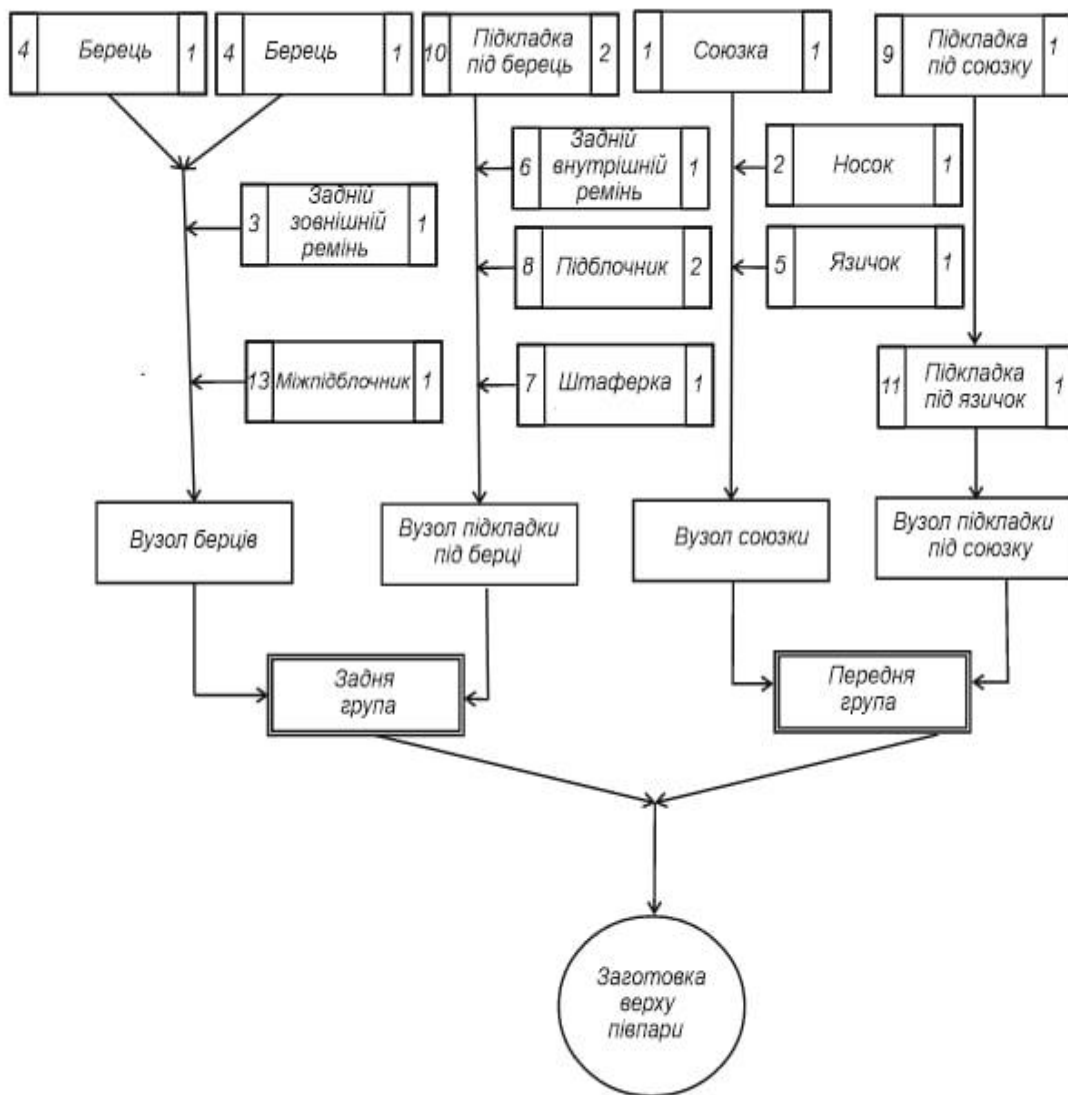 4 Берець 1
4 Берець 1
10 Підкладка
під берець 2
1 Союзка 1
9 Підкладка
під союзку 1
6 Задній
внутрішній
ремінь 1
2 Носок 1
3 Задній
зовнішній
ремінь 1
8 Підблочник 2
5 Язичок 1
13 Міжпідблочник 1
7 Штаферка 1
11 Підкладка
під язичок 1
Вузол берців
Вузол підкладки
під берці
Вузол союзки
Вузол підкладки
під союзку
Задня
група
Передня
група
Заготовка
верху
півпари